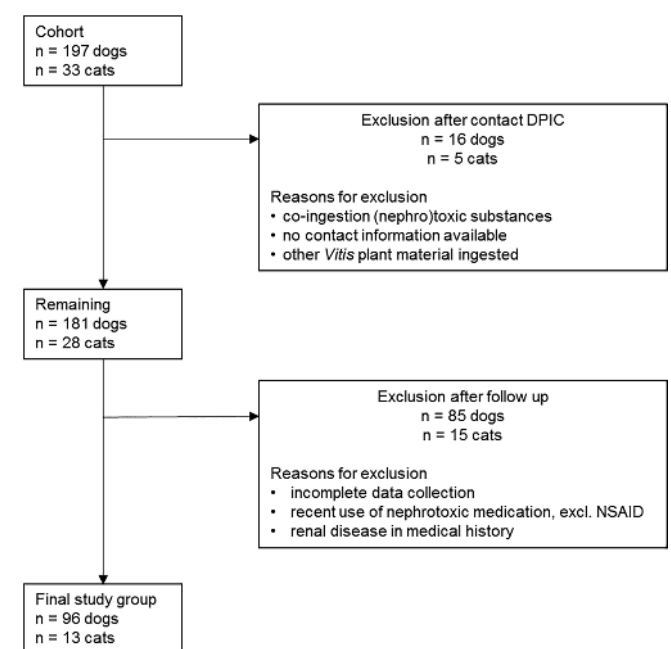 Cohort
n = 197 dogs
n = 33 cats
Exclusion after contact DPIC
n = 16 dogs
n = 5 cats
Reasons for exclusion
• co-ingestion (nephro)toxic substances
• no contact information available
• other Vitis plant material ingested
Remaining
n = 181 dogs
n = 28 cats
Exclusion after follow up
n = 85 dogs
n = 15 cats
Reasons for exclusion
• incomplete data collection
• recent use of nephrotoxic medication, excl. NSAID
• renal disease in medical history
Final study group
n = 96 dogs
n = 13 cats